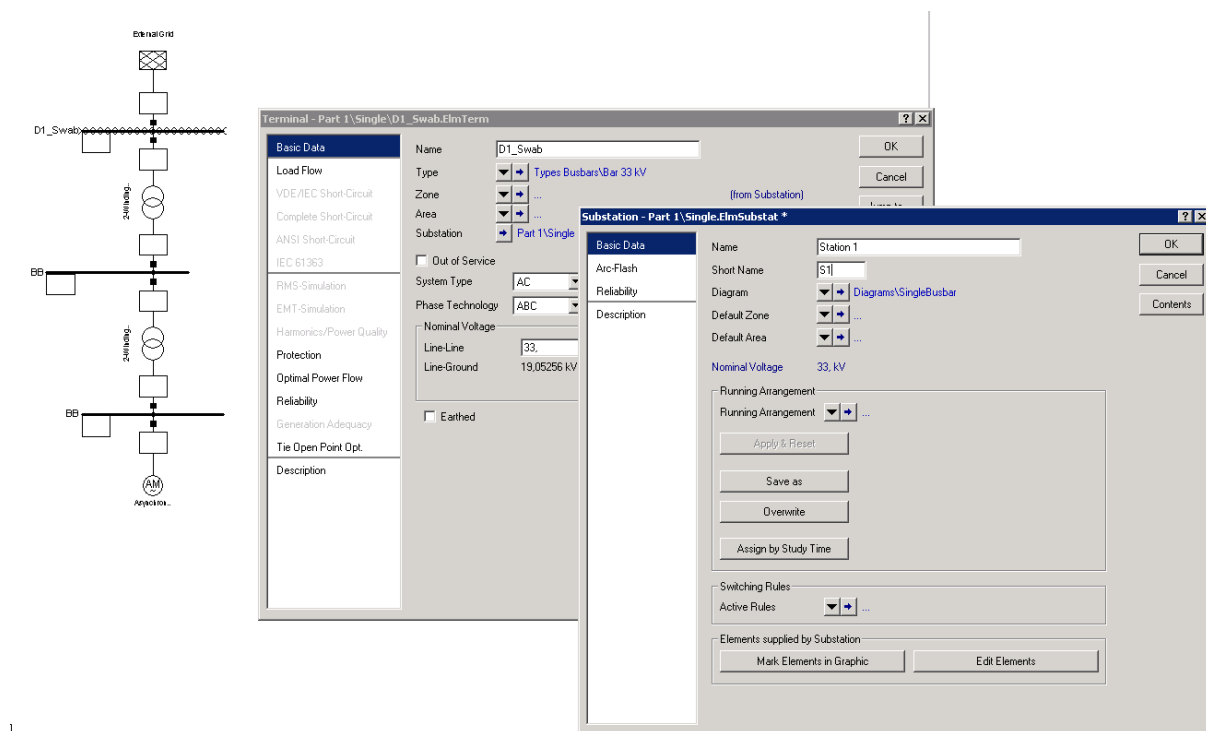 External Grid
D1_Swab
2-Winding..
BB
2-Winding..
BB
AM
~
Asynchron..
1
Terminal - Part 1\Single\D1_Swab.ElmTerm
Basic Data
Load Flow
VDE/IEC Short-Circuit
Complete Short-Circuit
ANSI Short-Circuit
IEC 61363
RMS-Simulation
EMT-Simulation
Harmonics/Power Quality
Protection
Optimal Power Flow
Reliability
Generation Adequacy
Tie Open Point Opt.
Description
Name D1_Swab
Type Types Busbars\Bar 33 kV
Zone ... (from Substation)
Area ...
Substation Part 1\Single
Out of Service
System Type AC
Phase Technology ABC
Nominal Voltage
Line-Line 33,
Line-Ground 19,05256 kV
Earthed
OK
Cancel
Jump to ...
Substation - Part 1\Single.ElmSubstat *
Basic Data
Arc-Flash
Reliability
Description
Name Station 1
Short Name S1
Diagram Diagrams\SingleBusbar
Default Zone ...
Default Area ...
Nominal Voltage 33, kV
Running Arrangement
Running Arrangement ...
Apply & Reset
Save as
Overwrite
Assign by Study Time
Switching Rules
Active Rules ...
Elements supplied by Substation
Mark Elements in Graphic Edit Elements
OK
Cancel
Contents